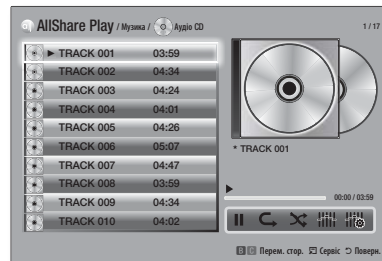 AllShare Play / Музика / Аудіо CD 1 / 17
► TRACK 001 03:59
TRACK 002 04:34
TRACK 003 04:24
TRACK 004 04:01
TRACK 005 04:26
TRACK 006 05:07
TRACK 007 04:47
TRACK 008 03:59
TRACK 009 04:34
TRACK 010 04:02
* TRACK 001
00:00 / 03:59
B C Перем. стор. Сервіс Поверн.